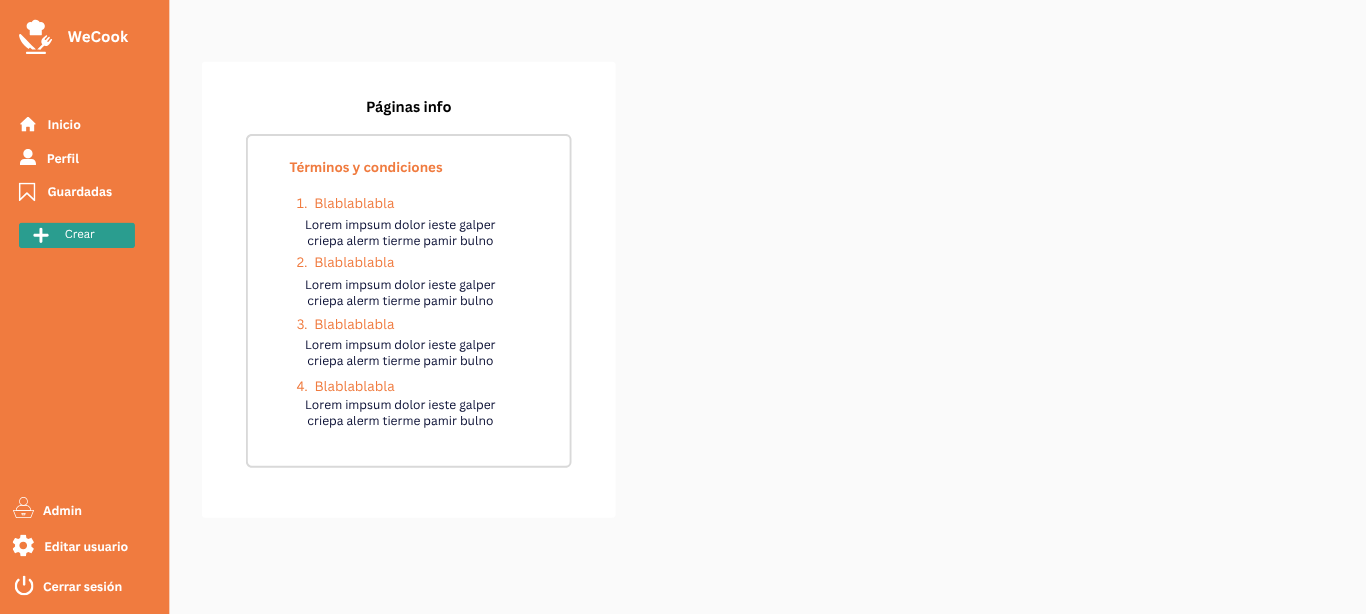 WeCook
Inicio
Perfil
Guardadas
Crear
Admin
Editar usuario
Cerrar sesión
Páginas info
Términos y condiciones
1. Blablablabla
Lorem impsum dolor ieste galper
criepa alerm tierme pamir bulno
2. Blablablabla
Lorem impsum dolor ieste galper
criepa alerm tierme pamir bulno
3. Blablablabla
Lorem impsum dolor ieste galper
criepa alerm tierme pamir bulno
4. Blablablabla
Lorem impsum dolor ieste galper
criepa alerm tierme pamir bulno